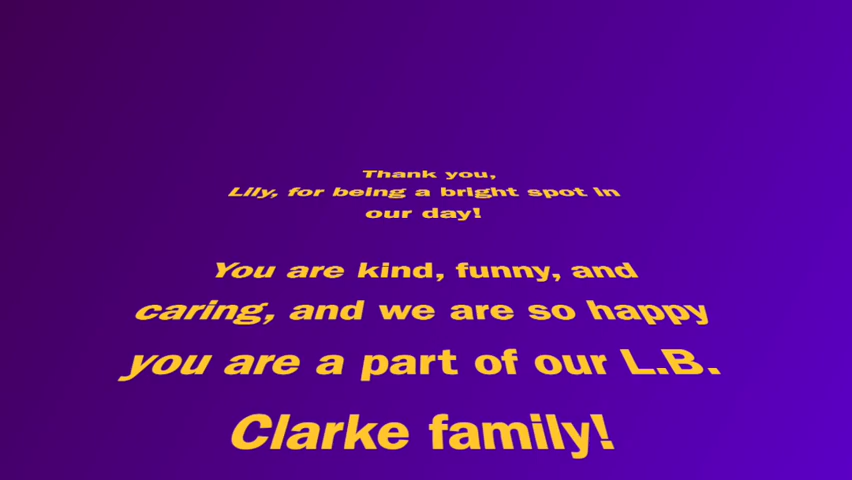 Thank you,
Lily, for being a bright spot in
our day!
You are kind, funny, and
caring, and we are so happy
you are a part of our L.B.
Clarke family!